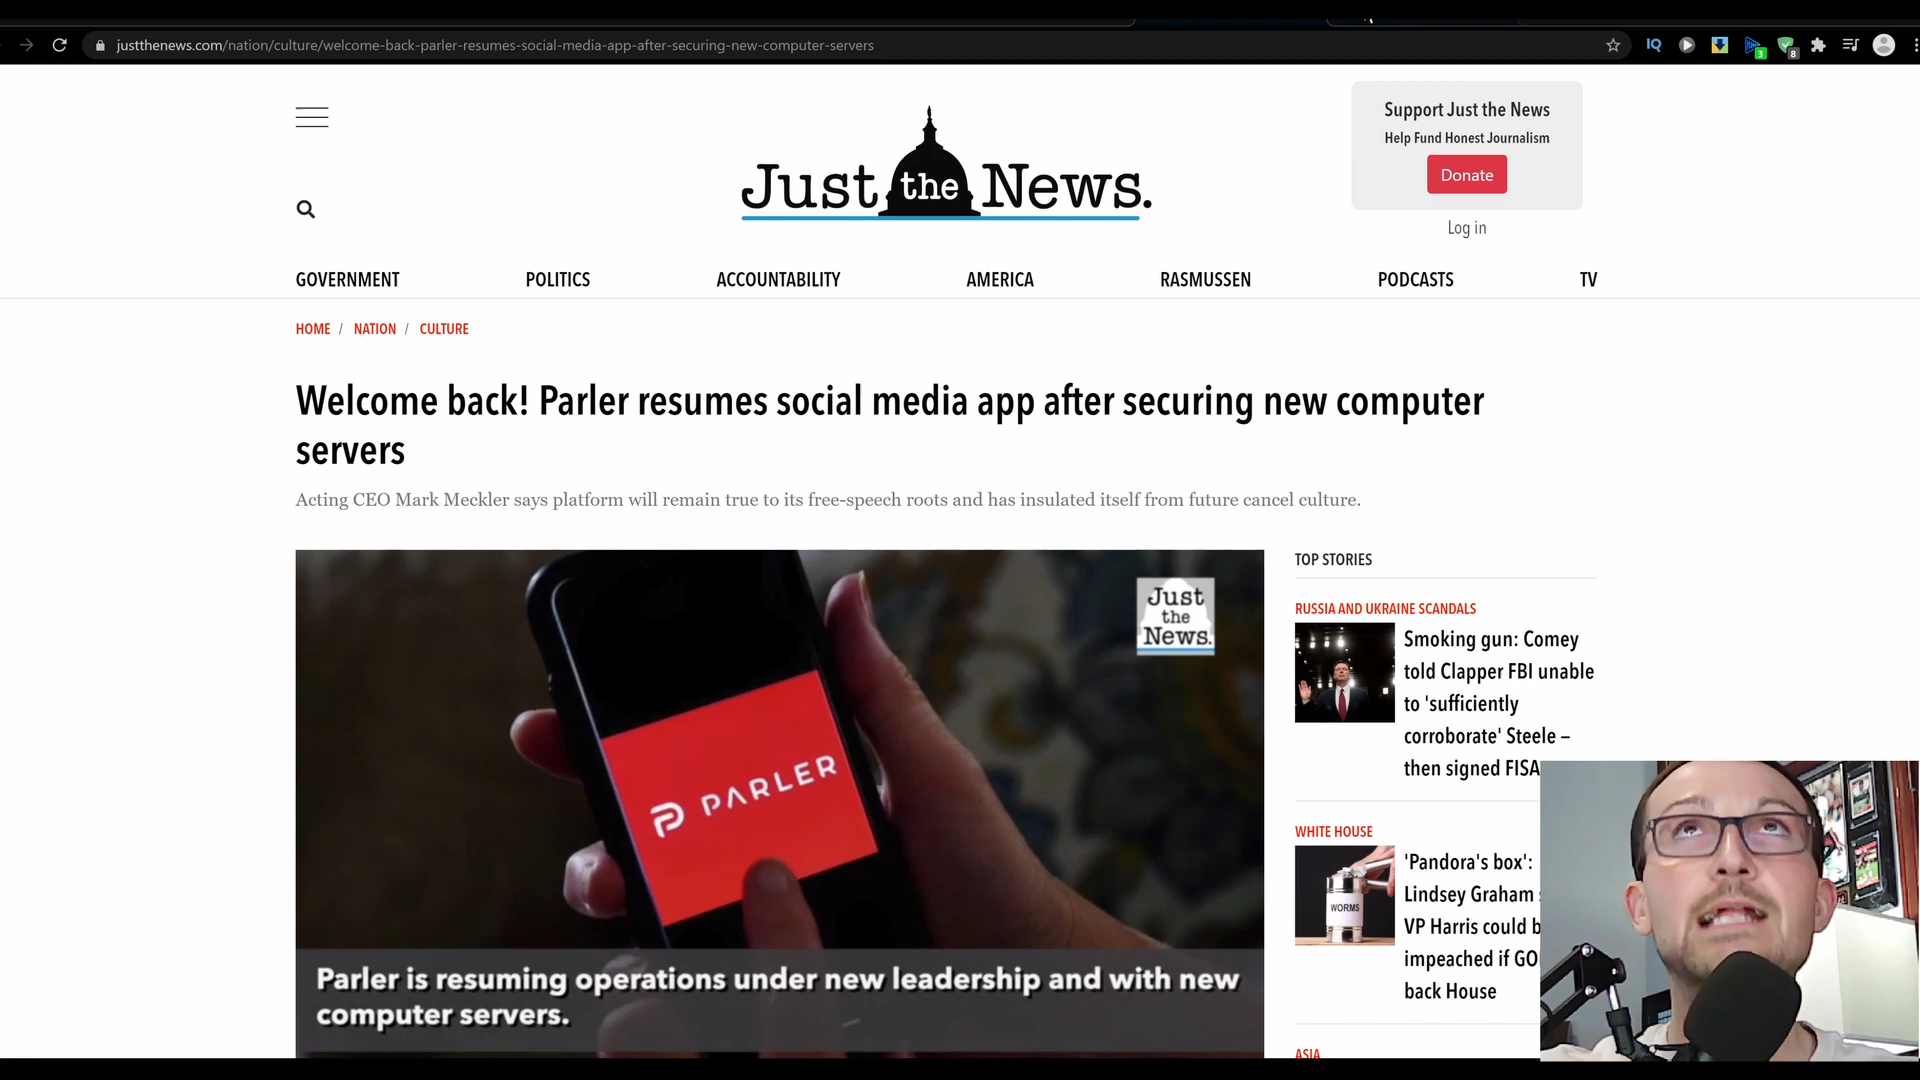 justthenews.com/nation/culture/welcome-back-parler-resumes-social-media-app-after-securing-new-computer-servers
IQ
3
8
Support Just the News
Help Fund Honest Journalism
Donate
Log in
Just the News.
GOVERNMENT
POLITICS
ACCOUNTABILITY
AMERICA
RASMUSSEN
PODCASTS
TV
HOME / NATION / CULTURE
Welcome back! Parler resumes social media app after securing new computer
servers
Acting CEO Mark Meckler says platform will remain true to its free-speech roots and has insulated itself from future cancel culture.
Just
the
News.
PARLER
Parler is resuming operations under new leadership and with new
computer servers.
TOP STORIES
RUSSIA AND UKRAINE SCANDALS
Smoking gun: Comey
told Clapper FBI unable
to 'sufficiently
corroborate' Steele –
then signed FISA
WHITE HOUSE
WORMS
'Pandora's box':
Lindsey Graham
VP Harris could b
impeached if GO
back House
ASIA